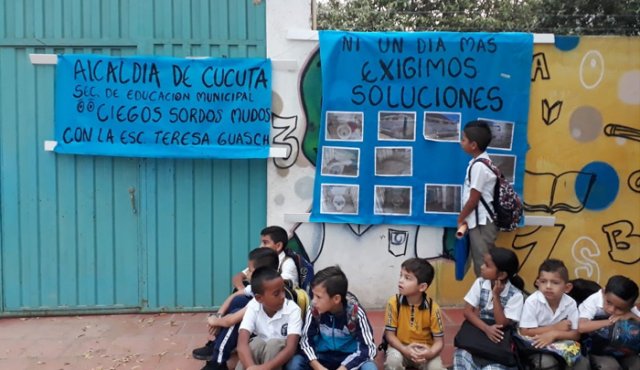 ALCALDIA DE CUCUTA
SEC. DE EDUCACION MUNICIPAL
CIEGOS SORDOS MUDOS
CON LA ESC. TERESA GUASCH
NI UN DIA MAS
EXIGIMOS
SOLUCIONES
3
A
B